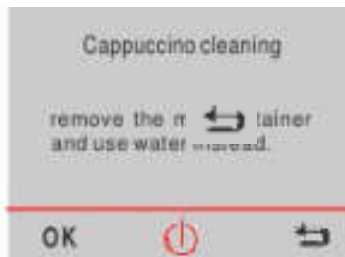 Cappuccino cleaning
remove the tainer
and use water
OK